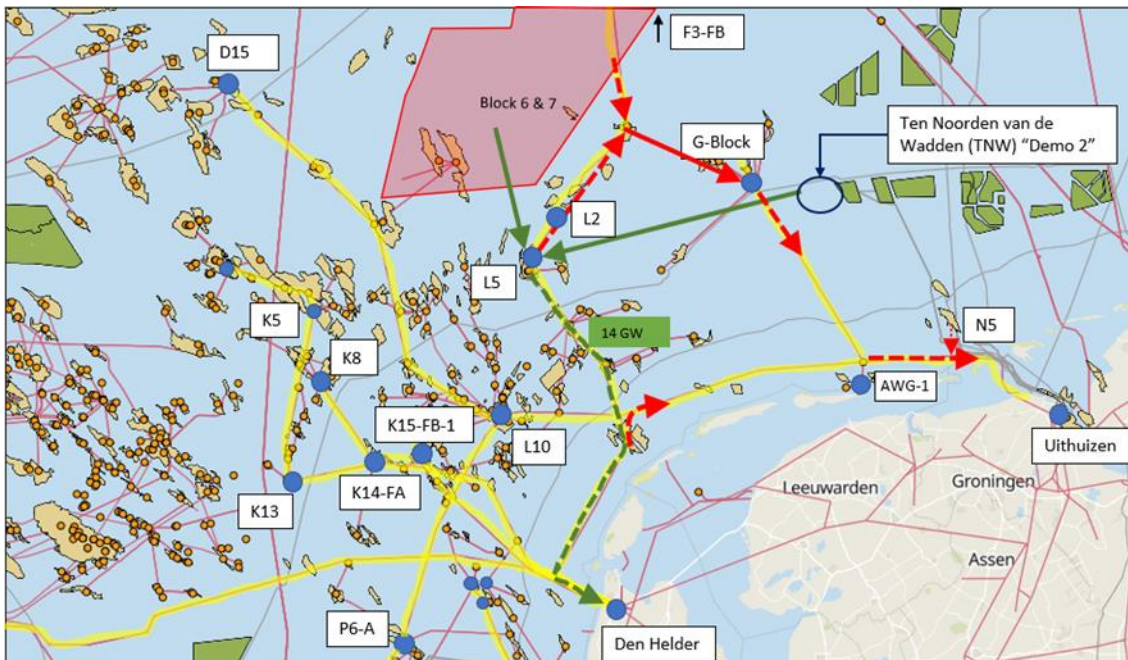 F3-FB
D15
Block 6 & 7
Ten Noorden van de
Wadden (TNW) “Demo 2”
G-Block
L2
L5
K5
14 GW
N5
K8
AWG-1
K15-FB-1
L10
Uithuizen
K14-FA
K13
Leeuwarden
Groningen
Assen
P6-A
Den Helder